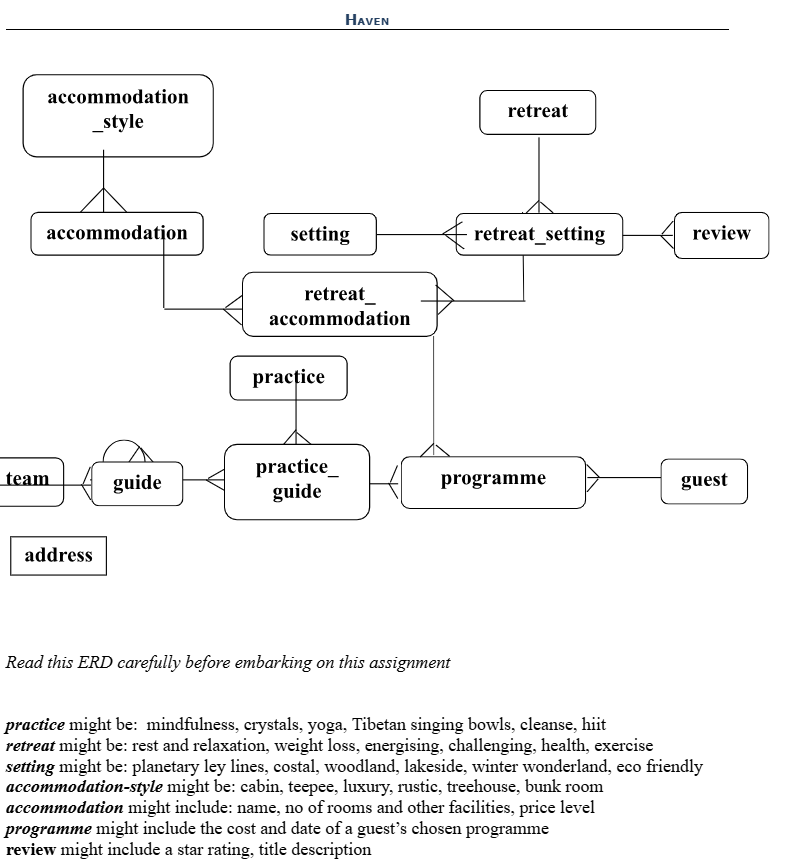 HAVEN
accommodation
_style
retreat
accommodation
setting
retreat_setting
review
retreat_
accommodation
practice
team
guide
practice_
guide
programme
guest
address
Read this ERD carefully before embarking on this assignment
practice might be: mindfulness, crystals, yoga, Tibetan singing bowls, cleanse, hiit
retreat might be: rest and relaxation, weight loss, energising, challenging, health, exercise
setting might be: planetary ley lines, costal, woodland, lakeside, winter wonderland, eco friendly
accommodation-style might be: cabin, teepee, luxury, rustic, treehouse, bunk room
accommodation might include: name, no of rooms and other facilities, price level
programme might include the cost and date of a guest's chosen programme
review might include a star rating, title description